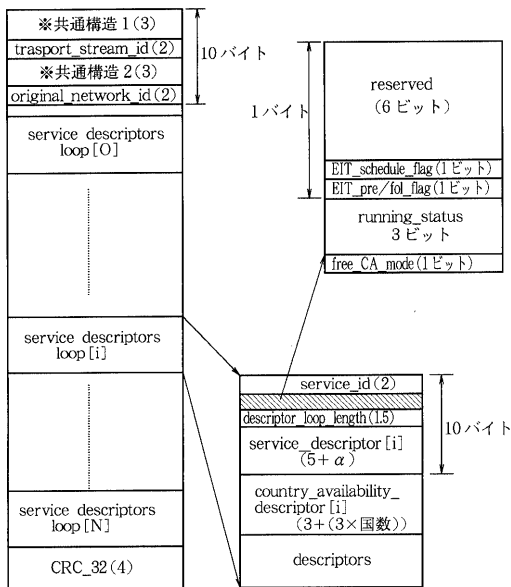 ※共通構造1(3)
trasport_stream_id(2)
※共通構造2(3)
original_network_id(2)
10バイト
service descriptors
loop[O]
service descriptors
loop[i]
service descriptors
loop[N]
CRC_32(4)
1バイト
reserved
(6ビット)
EIT_schedule_flag(1ビット)
EIT_pre/fol_flag(1ビット)
running_status
3ビット
free_CA_mode(1ビット)
service_id(2)
descriptor_loop_length(1.5)
service_descriptor[i]
(5+α)
10バイト
country_availability_
descriptor[i]
(3+(3×国数))
descriptors